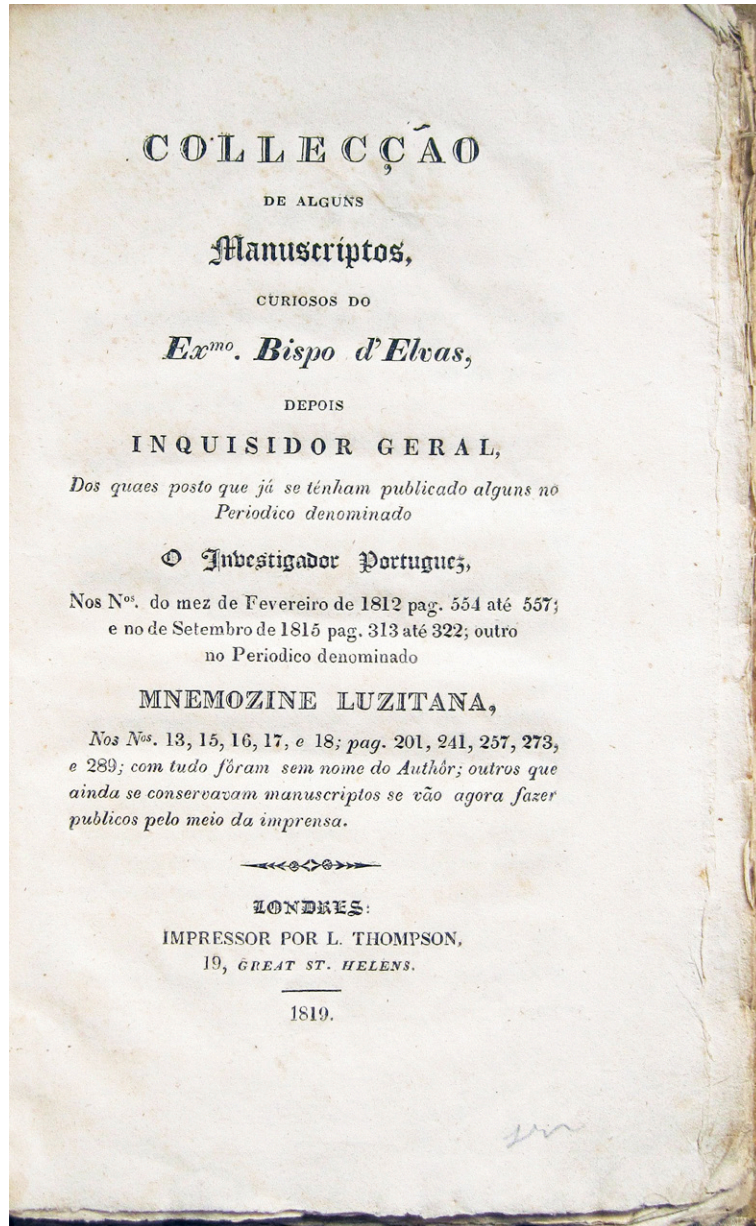 COLLECÇÃO
DE ALGUNS
Manuscriptos,
CURIOSOS DO
Exmo. Bispo d'Elvas,
DEPOIS
INQUISIDOR GERAL,
Dos quaes posto que já se ténham publicado alguns no
Periodico denominado
O Investigador Portuguez,
Nos Nos. do mez de Fevereiro de 1812 pag. 554 até 557;
e no de Setembro de 1815 pag. 313 até 322; outro
no Periodico denominado
MNEMOZINE LUZITANA,
Nos Nos. 13, 15, 16, 17, e 18; pag. 201, 241, 257, 273,
e 289; com tudo fôram sem nome do Authôr; outros que
ainda se conservavam manuscriptos se vão agora fazer
publicos pelo meio da imprensa.
LONDRES:
IMPRESSOR POR L. THOMPSON,
19, GREAT ST. HELENS.
1819.